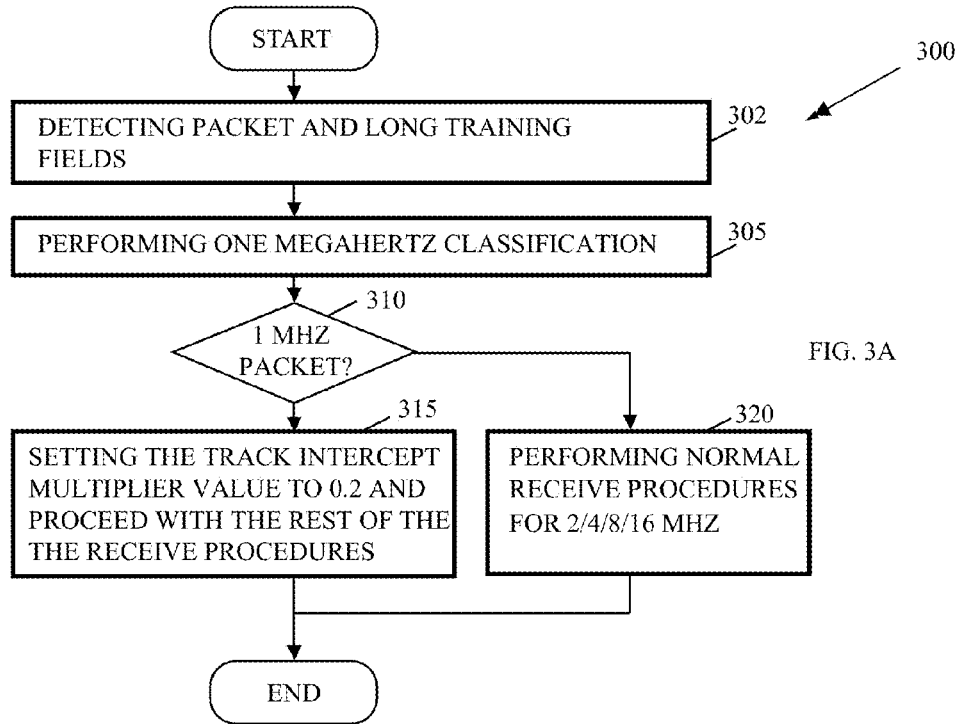 START
300
DETECTING PACKET AND LONG TRAINING
FIELDS
302
PERFORMING ONE MEGAHERTZ CLASSIFICATION
305
310
1 MHZ
PACKET?
FIG. 3A
315
SETTING THE TRACK INTERCEPT
MULTIPLIER VALUE TO 0.2 AND
PROCEED WITH THE REST OF THE
THE RECEIVE PROCEDURES
320
PERFORMING NORMAL
RECEIVE PROCEDURES
FOR 2/4/8/16 MHZ
END